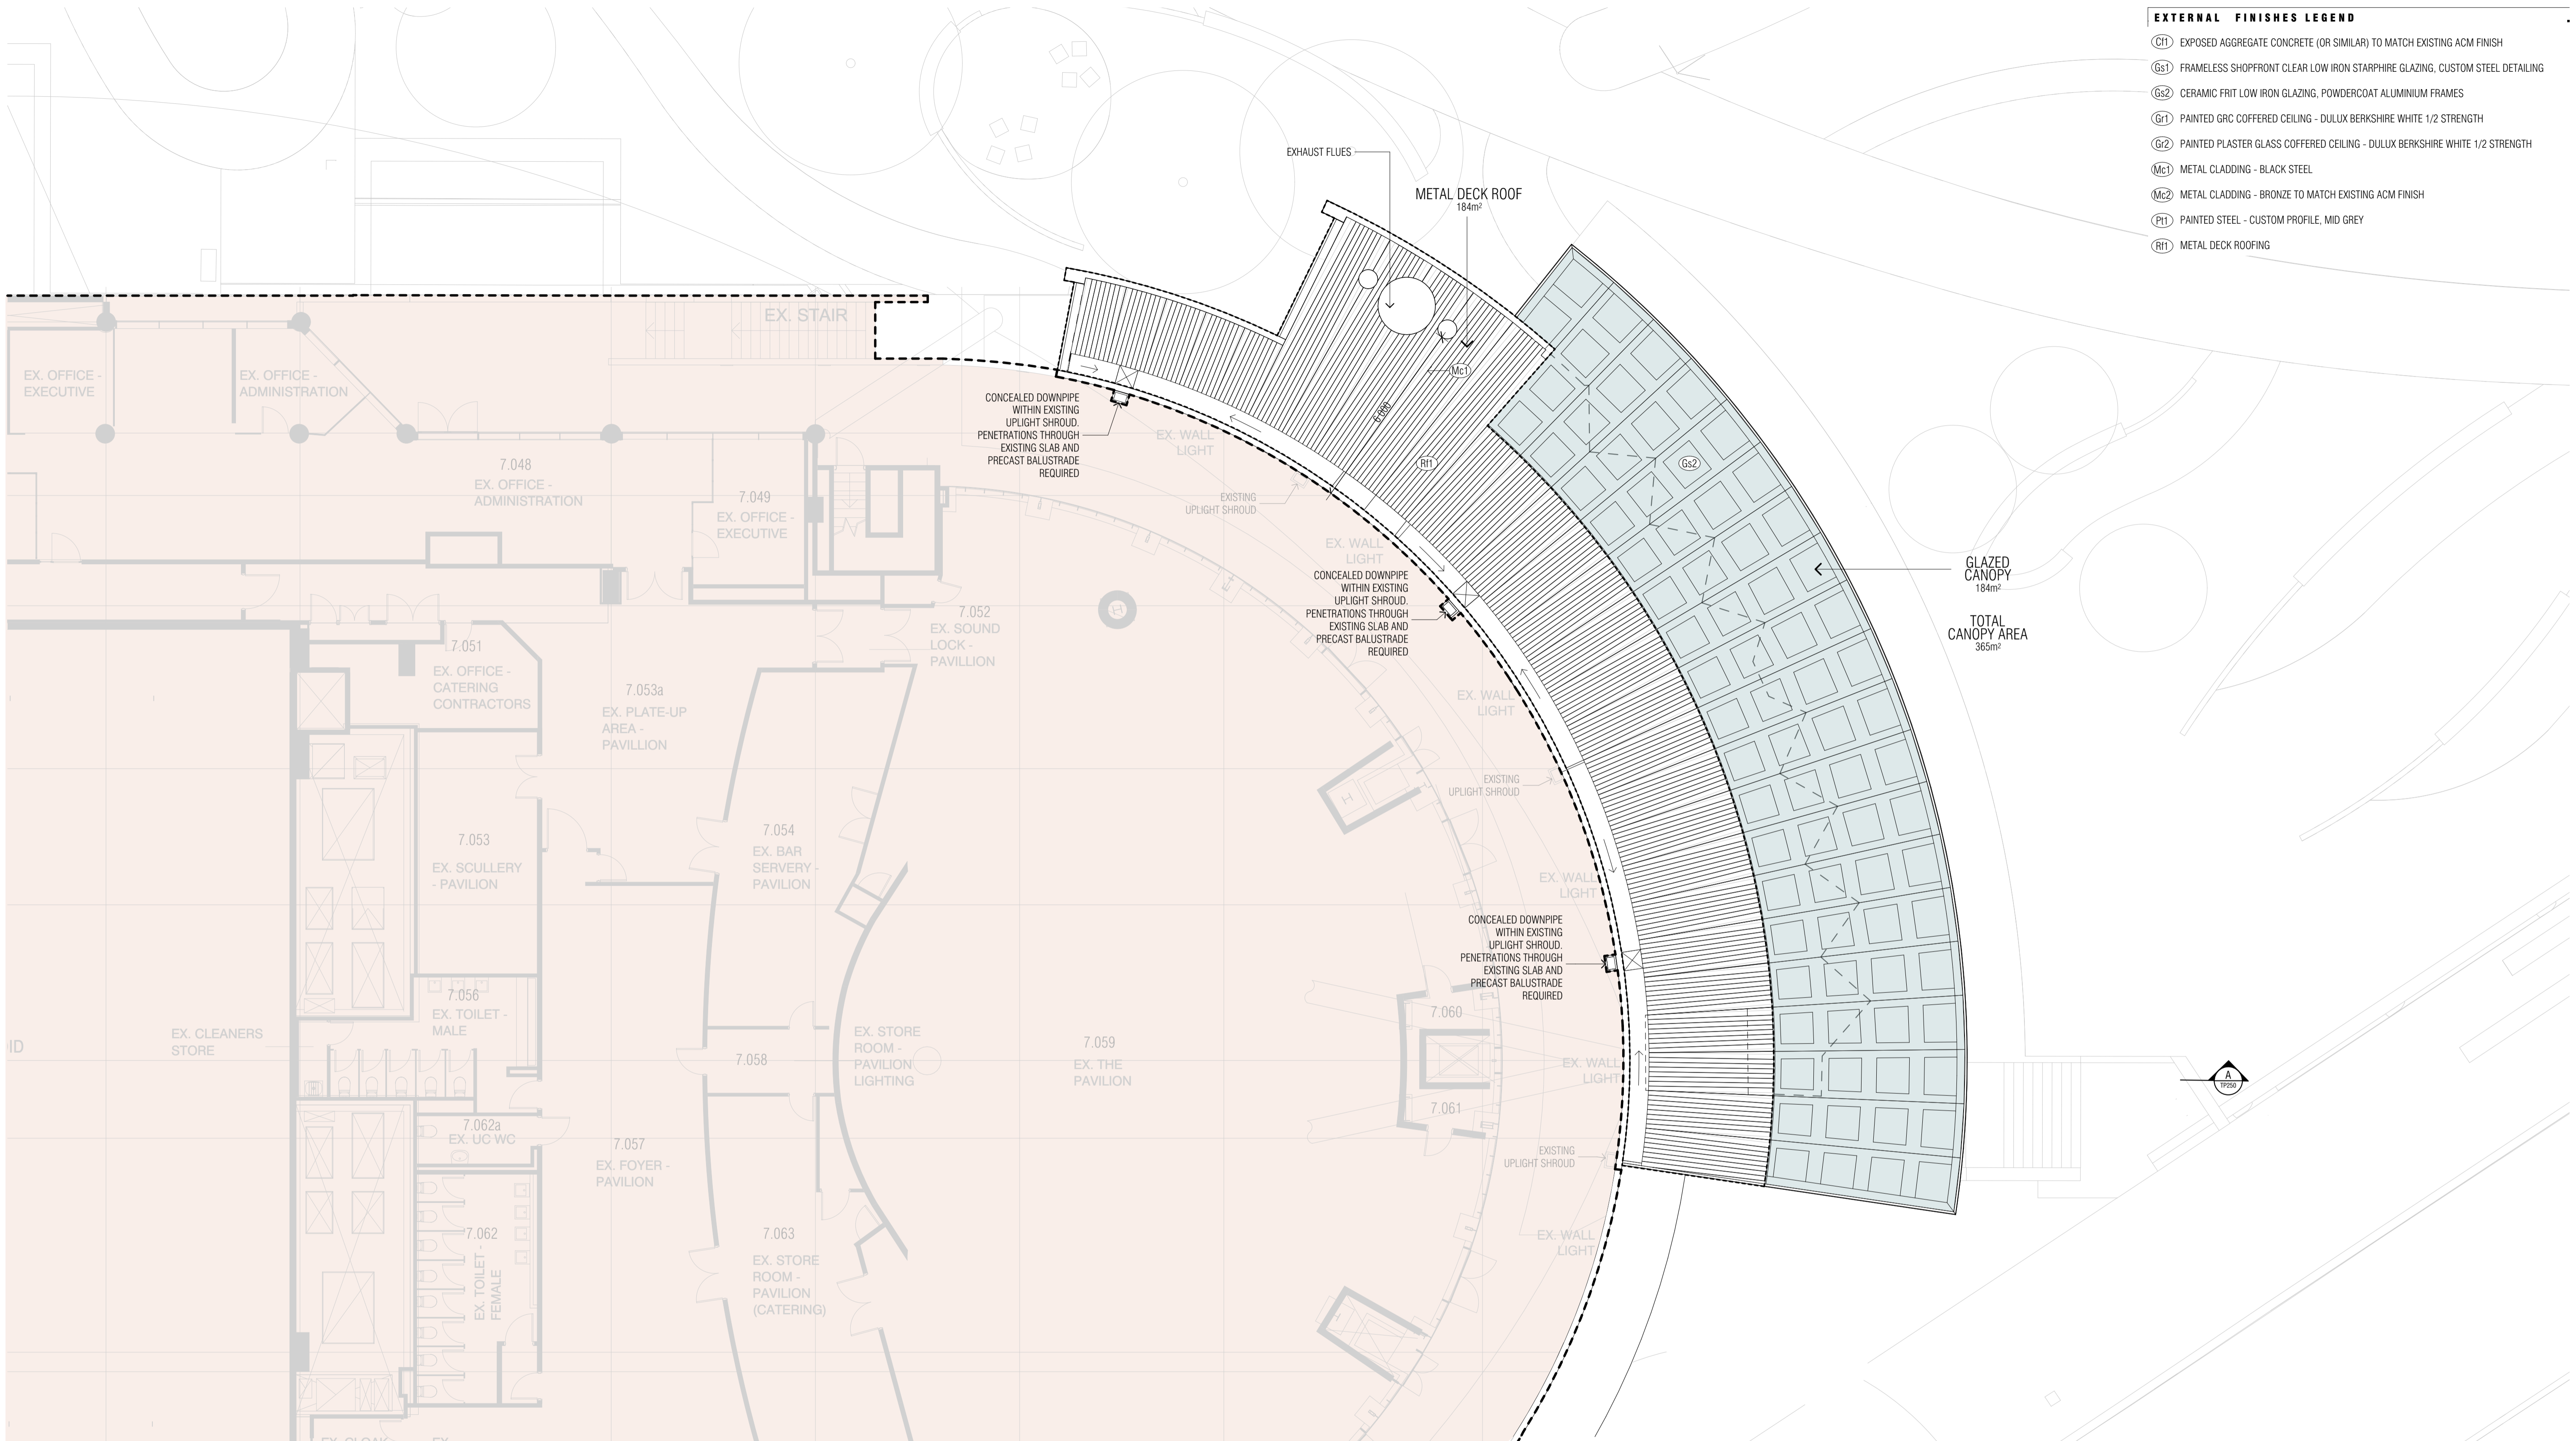 EXTERNAL FINISHES LEGEND
Cf1 EXPOSED AGGREGATE CONCRETE (OR SIMILAR) TO MATCH EXISTING ACM FINISH
Gs1 FRAMELESS SHOPFRONT CLEAR LOW IRON STARPHIRE GLAZING, CUSTOM STEEL DETAILING
Gs2 CERAMIC FRIT LOW IRON GLAZING, POWDERCOAT ALUMINIUM FRAMES
Gr1 PAINTED GRC COFFERED CEILING - DULUX BERKSHIRE WHITE 1/2 STRENGTH
Gr2 PAINTED PLASTER GLASS COFFERED CEILING - DULUX BERKSHIRE WHITE 1/2 STRENGTH
Mc1 METAL CLADDING - BLACK STEEL
Mc2 METAL CLADDING - BRONZE TO MATCH EXISTING ACM FINISH
Pt1 PAINTED STEEL - CUSTOM PROFILE, MID GREY
Rf1 METAL DECK ROOFING
EXHAUST FLUES
METAL DECK ROOF
184m²
EX. STAIR
EX. OFFICE -
EXECUTIVE
EX. OFFICE -
ADMINISTRATION
Mc1
6,000
CONCEALED DOWNPIPE
WITHIN EXISTING
UPLIGHT SHROUD.
PENETRATIONS THROUGH
EXISTING SLAB AND
PRECAST BALUSTRADE
REQUIRED
EX. WALL
LIGHT
Rf1
Gs2
7.048
EX. OFFICE -
ADMINISTRATION
7.049
EX. OFFICE -
EXECUTIVE
EXISTING
UPLIGHT SHROUD
EX. WALL
LIGHT
CONCEALED DOWNPIPE
WITHIN EXISTING
UPLIGHT SHROUD.
PENETRATIONS THROUGH
EXISTING SLAB AND
PRECAST BALUSTRADE
REQUIRED
GLAZED
CANOPY
184m²
TOTAL
CANOPY AREA
365m²
7.052
EX. SOUND
LOCK -
PAVILLION
H
7.051
EX. OFFICE -
CATERING
CONTRACTORS
7.053a
EX. PLATE-UP
AREA -
PAVILLION
EX. WALL
LIGHT
EXISTING
UPLIGHT SHROUD
H
7.053
EX. SCULLERY
- PAVILION
7.054
EX. BAR
SERVERY -
PAVILION
EX. WALL
LIGHT
CONCEALED DOWNPIPE
WITHIN EXISTING
UPLIGHT SHROUD.
PENETRATIONS THROUGH
EXISTING SLAB AND
PRECAST BALUSTRADE
REQUIRED
7.056
EX. TOILET -
MALE
EX. CLEANERS
STORE
ID
7.058
EX. STORE
ROOM -
PAVILION
LIGHTING
7.059
EX. THE
PAVILION
7.060
7.061
EX. WALL
LIGHT
A
TP250
7.062a
EX. UC WC
7.057
EX. FOYER -
PAVILION
EXISTING
UPLIGHT SHROUD
7.062
EX. TOILET -
FEMALE
7.063
EX. STORE
ROOM -
PAVILION
(CATERING)
EX. WALL
LIGHT
EX. CLOAK
EX.